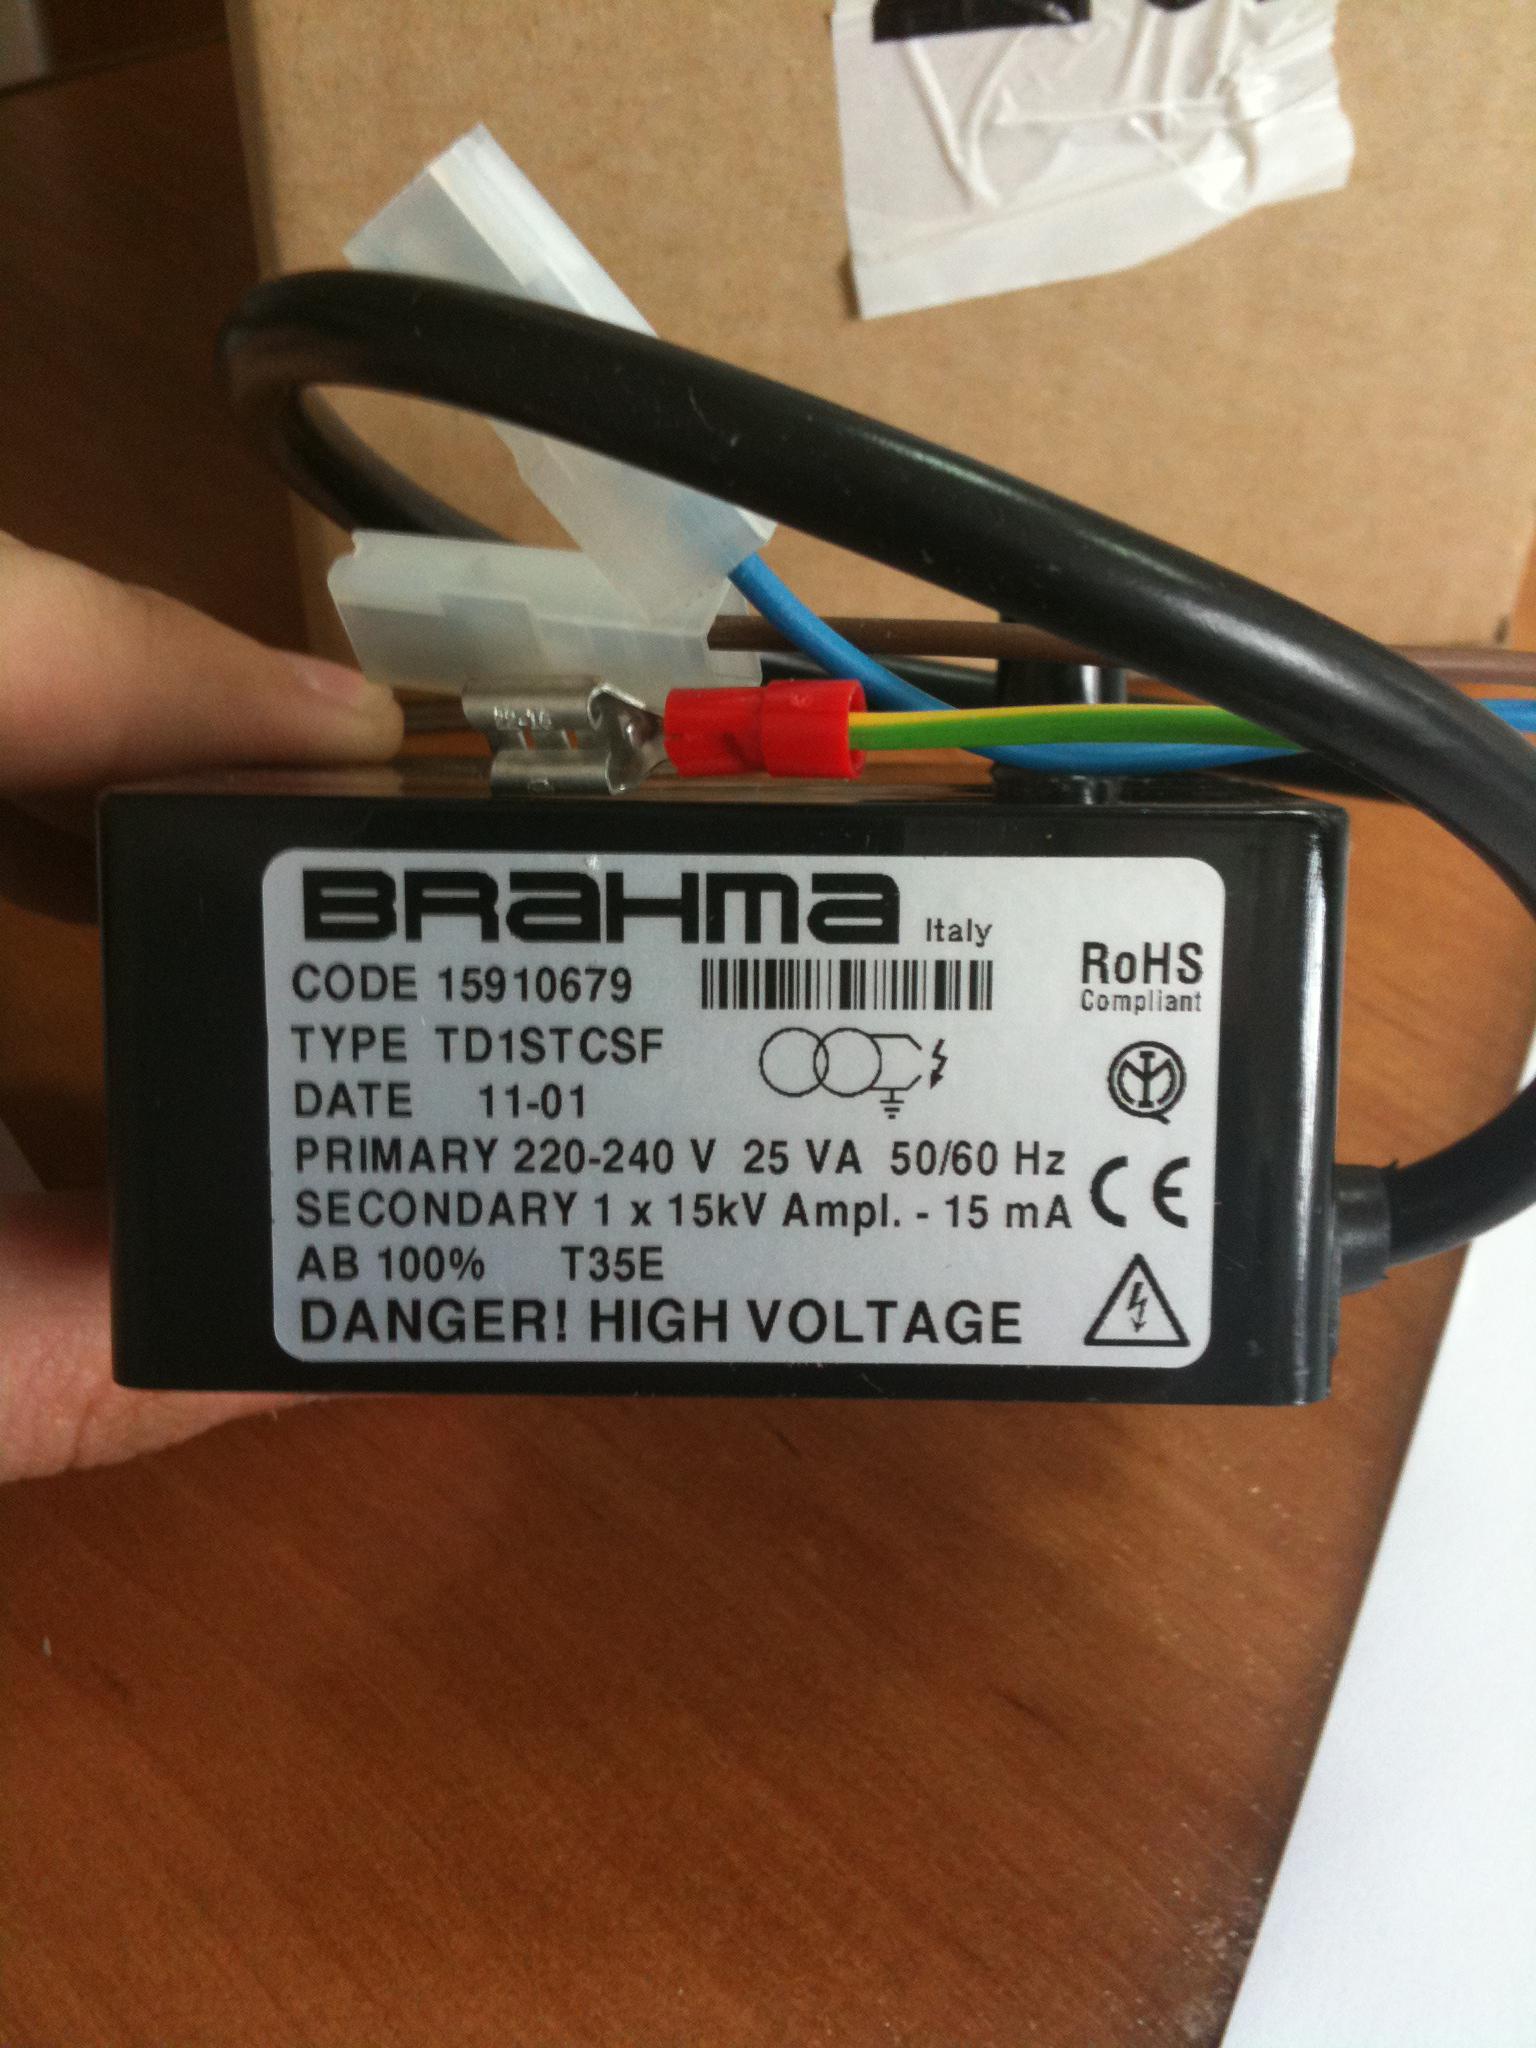 BRAHMA Italy
CODE 15910679
RoHS
Compliant
TYPE TD1STCSF
DATE 11-01
PRIMARY 220-240 V 25 VA 50/60 Hz
SECONDARY 1 x 15kV Ampl. - 15 mA
CE
AB 100% T35E
DANGER! HIGH VOLTAGE